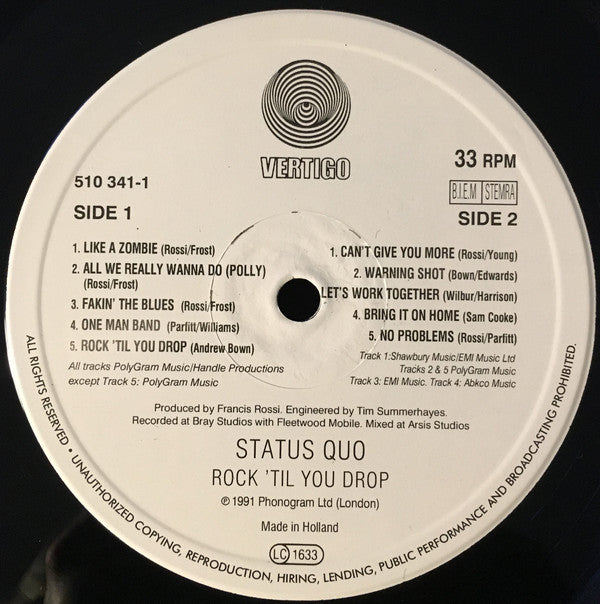 VERTIGO
510 341-1
SIDE 1
33 RPM
B.I.E.M STEMRA
SIDE 2
1. LIKE A ZOMBIE (Rossi/Frost)
2. ALL WE REALLY WANNA DO (POLLY)
(Rossi/Frost)
3. FAKIN' THE BLUES (Rossi/Frost)
4. ONE MAN BAND (Parfitt/Williams)
5. ROCK 'TIL YOU DROP (Andrew Bown)
All tracks PolyGram Music/Handle Productions
except Track 5: PolyGram Music
1. CAN'T GIVE YOU MORE (Rossi/Young)
2. WARNING SHOT (Bown/Edwards)
LET'S WORK TOGETHER (Wilbur/Harrison)
4. BRING IT ON HOME (Sam Cooke)
5. NO PROBLEMS (Rossi/Parfitt)
Track 1:Shawbury Music/EMI Music Ltd
Tracks 2 & 5 PolyGram Music
Track 3: EMI Music. Track 4: Abkco Music
Produced by Francis Rossi. Engineered by Tim Summerhayes.
Recorded at Bray Studios with Fleetwood Mobile. Mixed at Arsis Studios
STATUS QUO
ROCK 'TIL YOU DROP
℗ 1991 Phonogram Ltd (London)
Made in Holland
LC 1633
ALL RIGHTS RESERVED • UNAUTHORIZED COPYING, REPRODUCTION, HIRING, LENDING, PUBLIC PERFORMANCE AND BROADCASTING PROHIBITED.